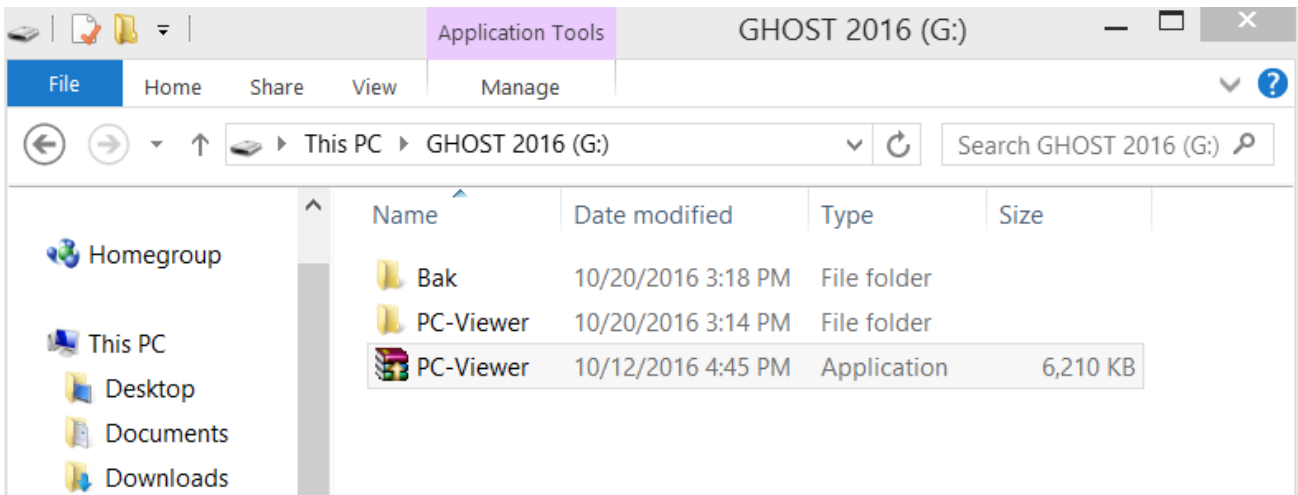 Application Tools GHOST 2016 (G:)
File Home Share View Manage
This PC GHOST 2016 (G:) Search GHOST 2016 (G:)
Name Date modified Type Size
Homegroup
Bak 10/20/2016 3:18 PM File folder
PC-Viewer 10/20/2016 3:14 PM File folder
This PC
PC-Viewer 10/12/2016 4:45 PM Application 6,210 KB
Desktop
Documents
Downloads